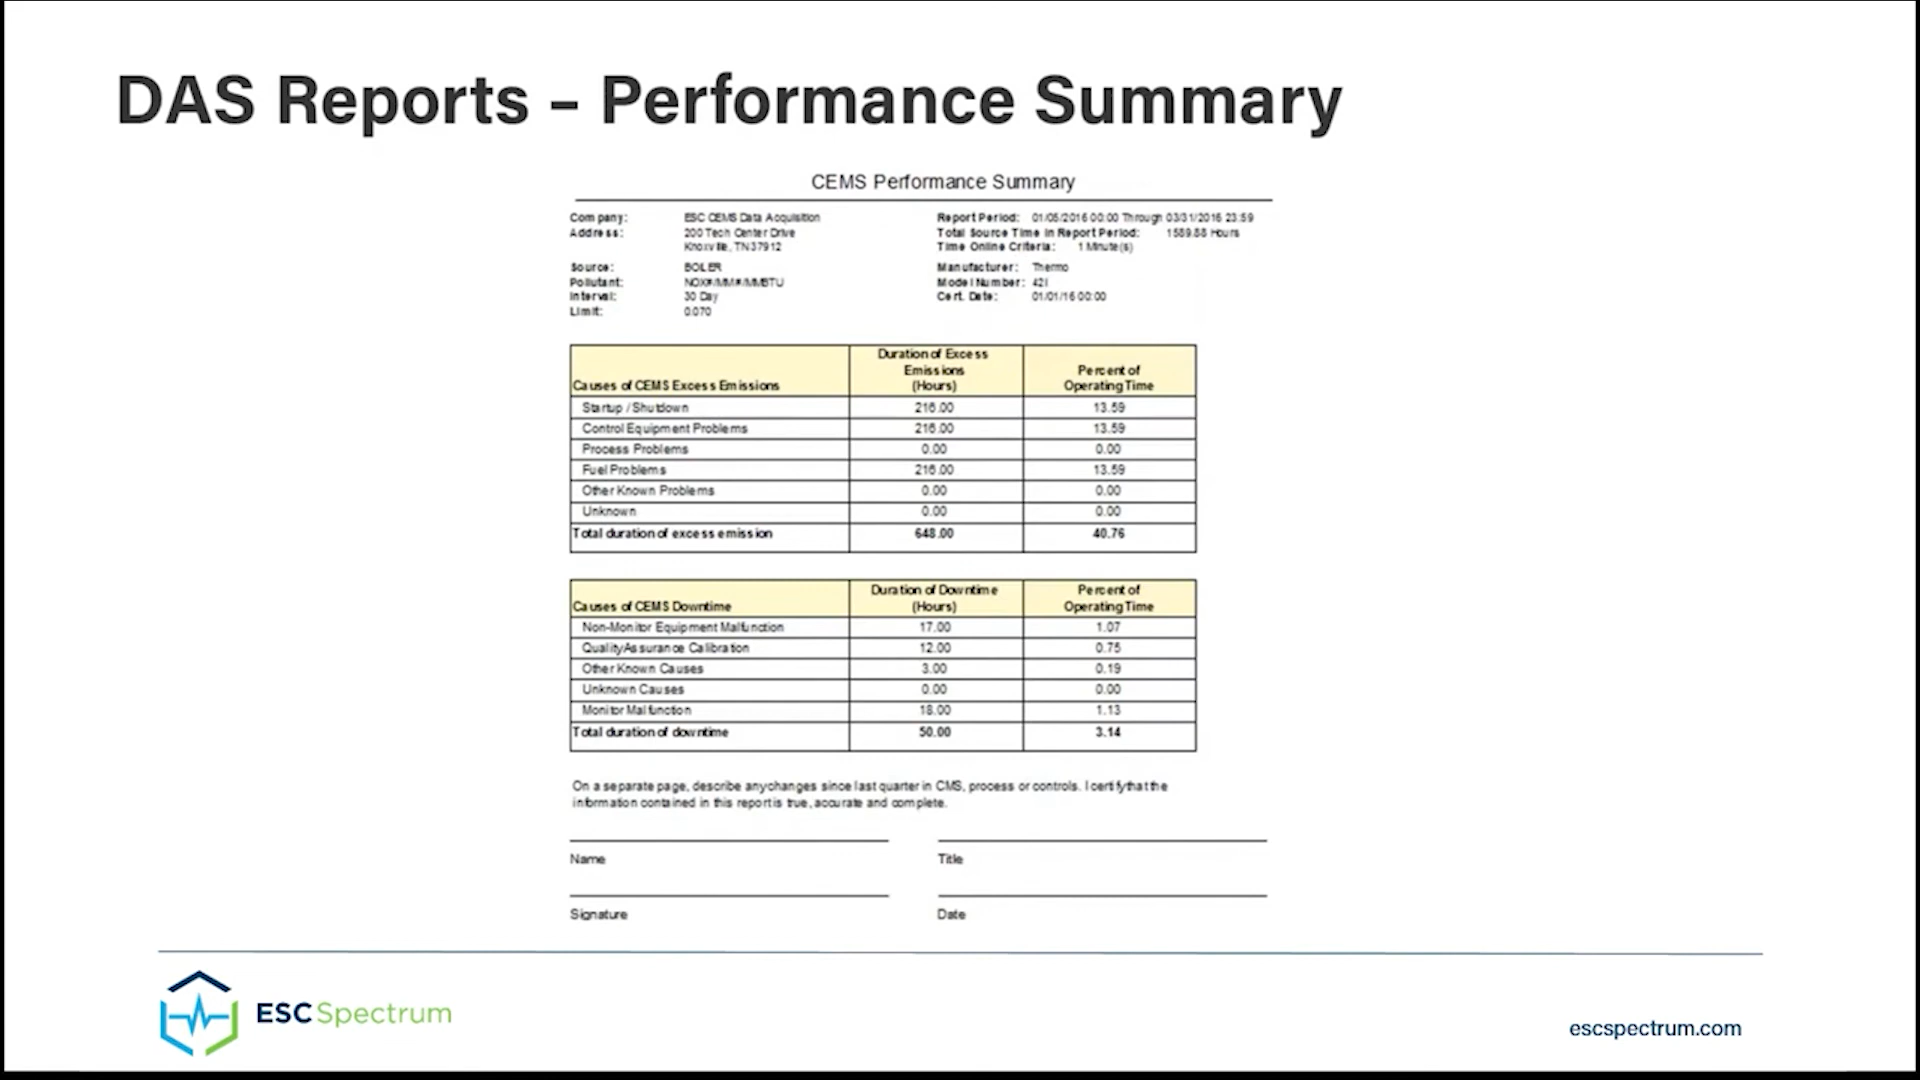 DAS Reports – Performance Summary
CEMS Performance Summary
Company: ESC CEMS Data Acquisition Report Period: 01/05/2016 00:00 Through 03/31/2016 23:59
Address: 200 Tech Center Drive Total Source Time in Report Period: 1589.88 Hours
Knoxville, TN 37912 Time Online Criteria: 1 Minute(s)
Source: BOILER Manufacturer: Thermo
Pollutant: Model Number: 42I
Interval: 30 Day Cert. Date: 01/01/16 00:00
Limit: 0.070
Causes of CEMS Excess Emissions Duration of Excess Emissions (Hours) Percent of Operating Time
Startup / Shutdown 216.00 13.59
Control Equipment Problems 216.00 13.59
Process Problems 0.00 0.00
Fuel Problems 216.00 13.59
Other Known Problems 0.00 0.00
Unknown 0.00 0.00
Total duration of excess emission 648.00 40.76
Causes of CEMS Downtime Duration of Downtime (Hours) Percent of Operating Time
Non-Monitor Equipment Malfunction 17.00 1.07
Quality Assurance Calibration 12.00 0.75
Other Known Causes 3.00 0.19
Unknown Causes 0.00 0.00
Monitor Malfunction 18.00 1.13
Total duration of downtime 50.00 3.14
On a separate page, describe any changes since last quarter in CMS, process or controls. I certify that the
information contained in this report is true, accurate and complete.
Name Title
Signature Date
ESC Spectrum
escspectrum.com